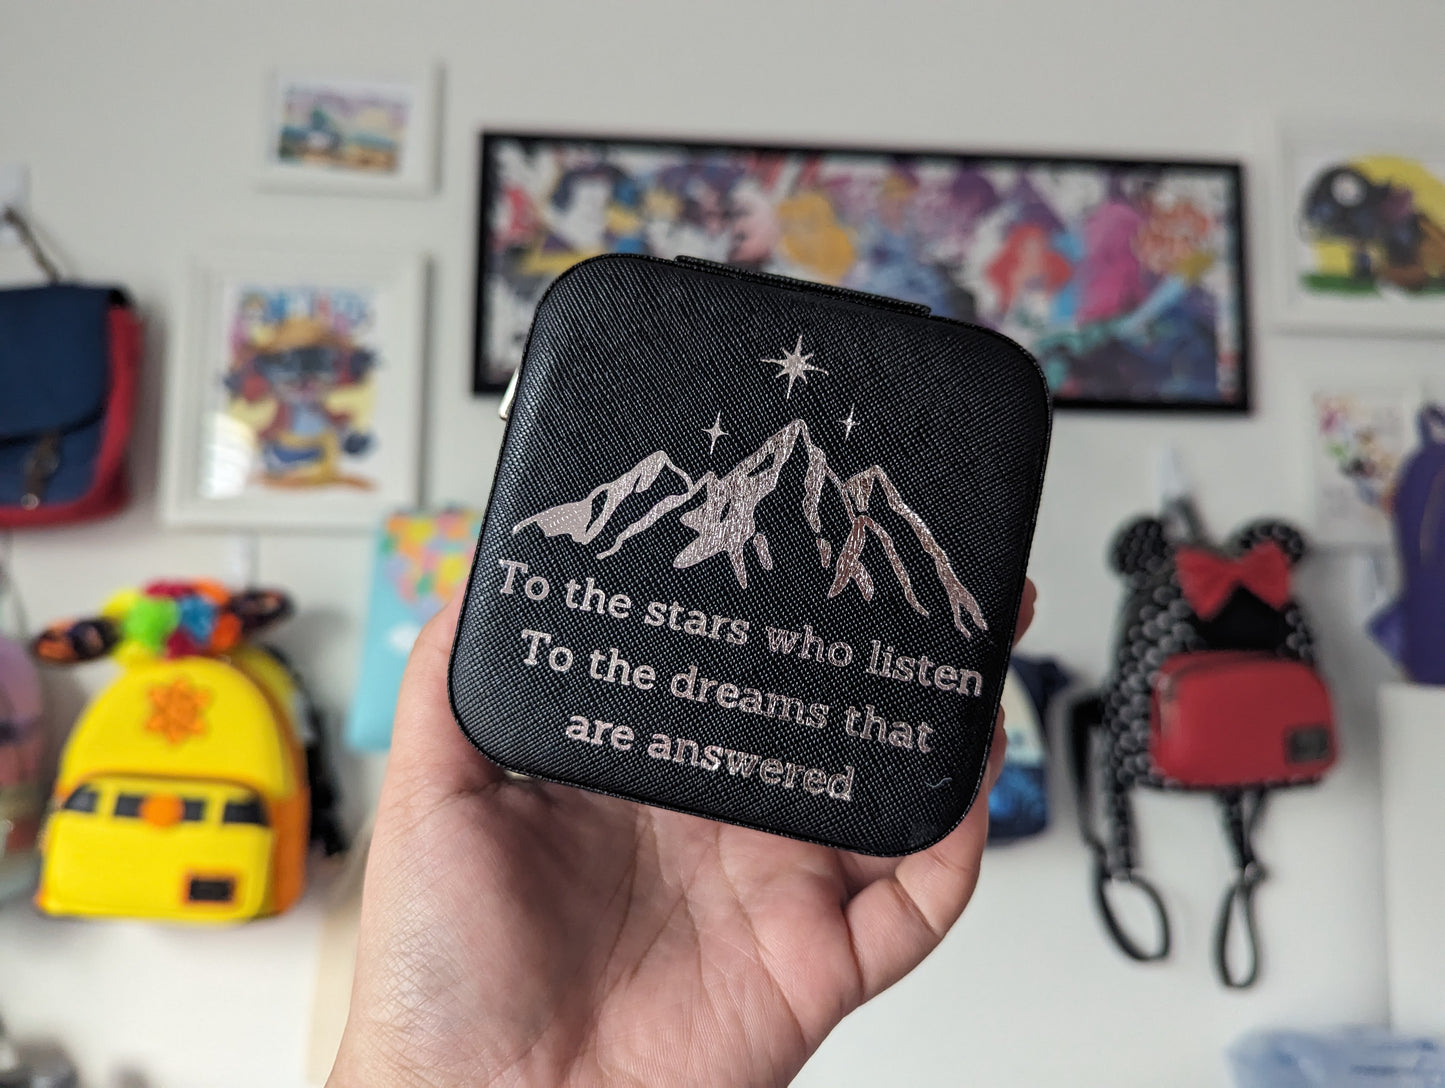 To the stars who listen
To the dreams that
are answered